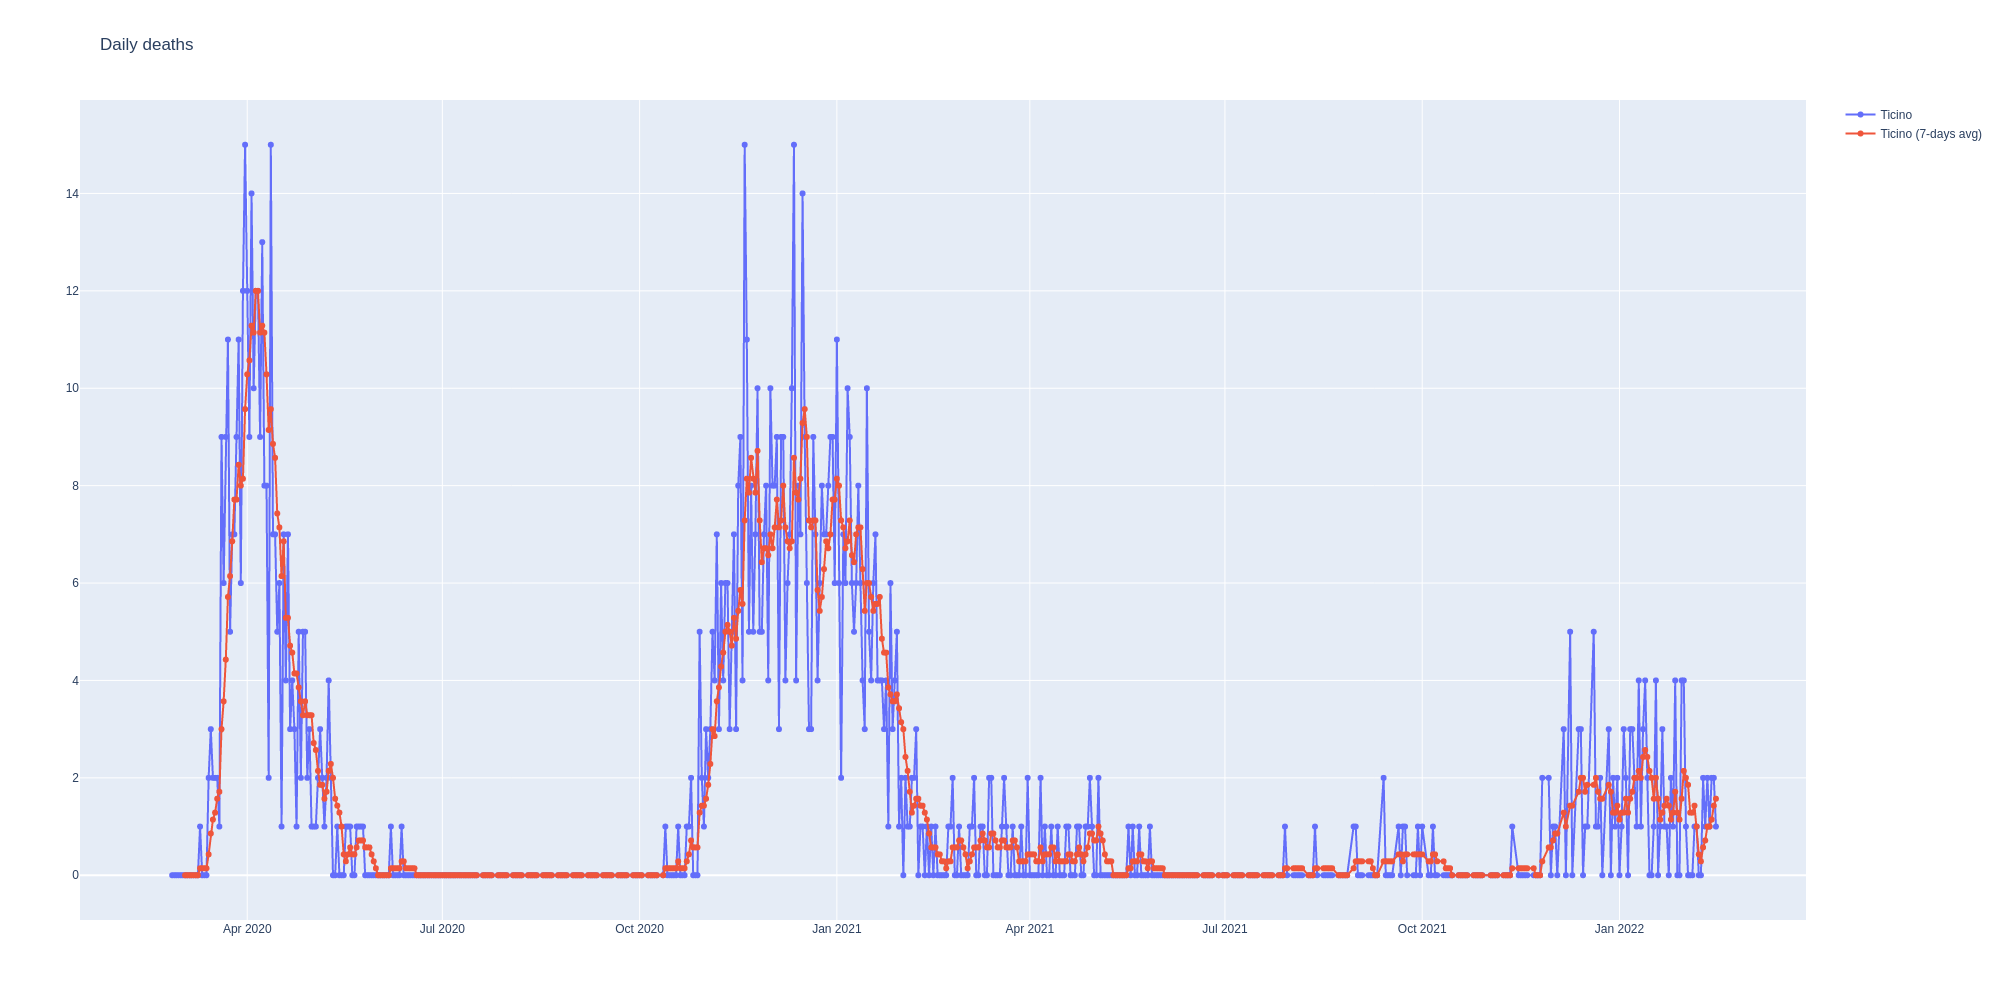 Daily deaths
Ticino
Ticino (7-days avg)
14
12
10
8
6
4
2
0
Apr 2020
Jul 2020
Oct 2020
Jan 2021
Apr 2021
Jul 2021
Oct 2021
Jan 2022